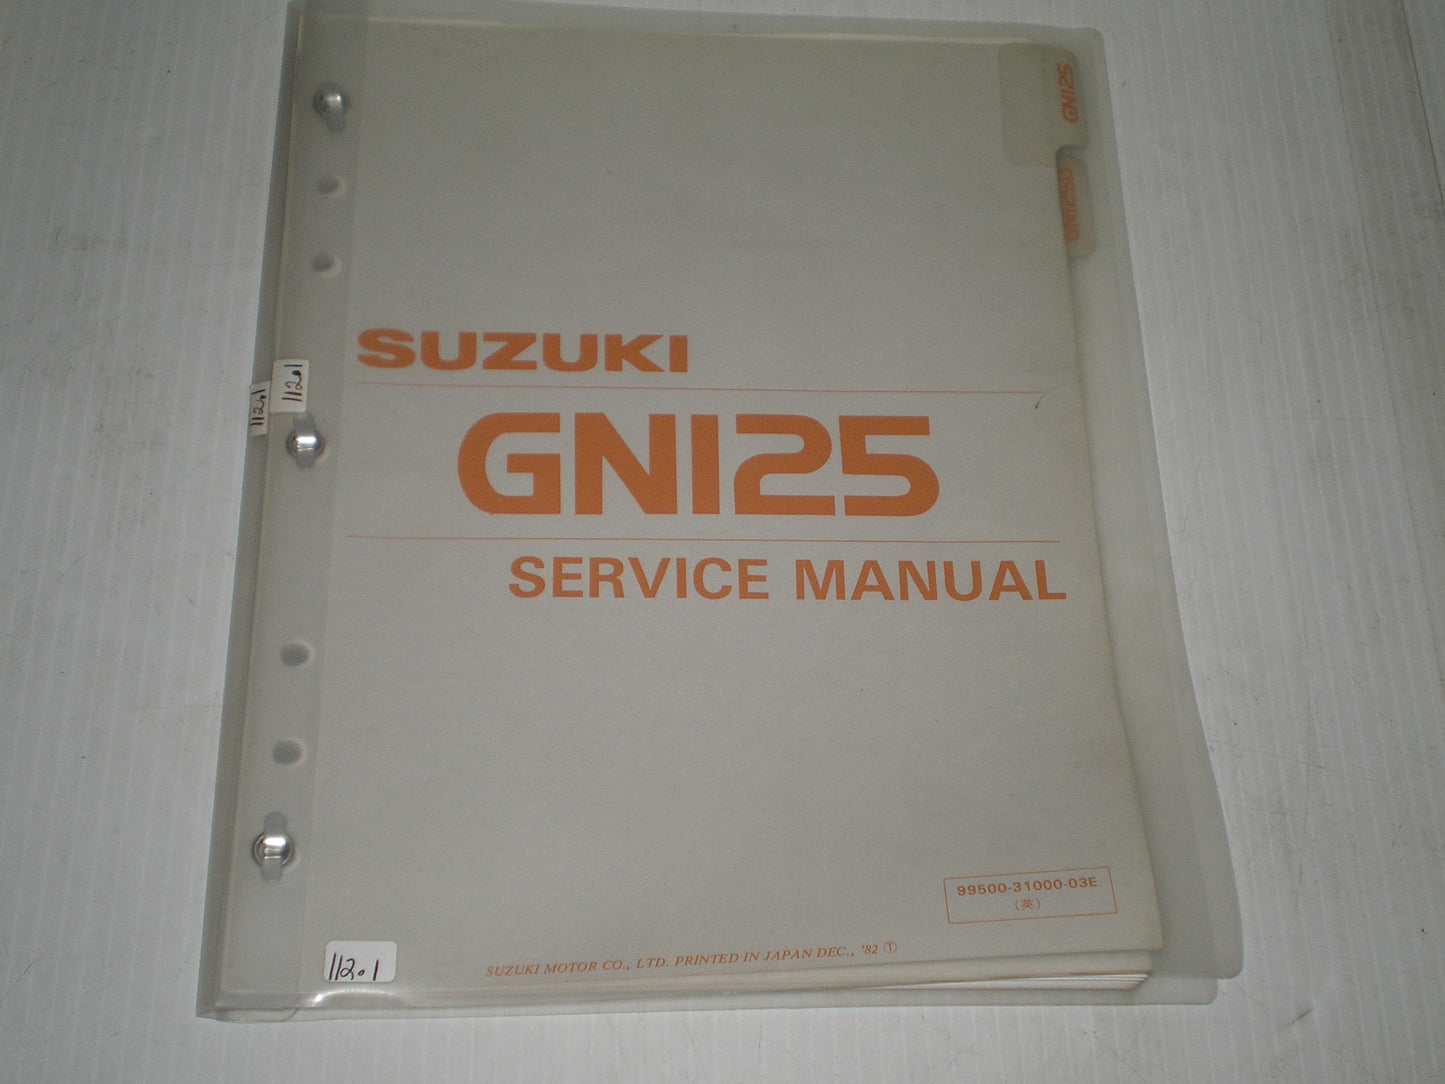 GN125
GN125D
SUZUKI
112.1
112.1
GN125
SERVICE MANUAL
99500-31000-03E
(英)
112.1
SUZUKI MOTOR CO., LTD. PRINTED IN JAPAN DEC., '82 Ⓣ